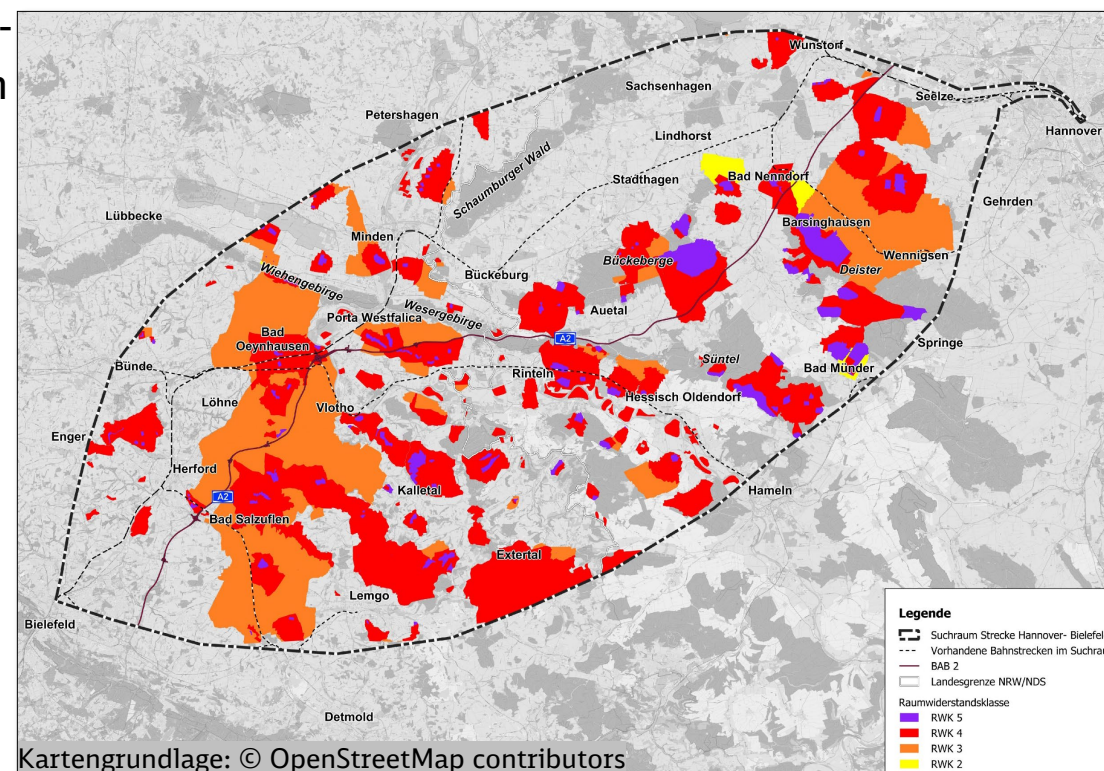 -
n
Wunstorf
Sachsenhagen
Seelze
Petershagen
Hannover
Lindhorst
Schaumburger Wald
Stadthagen
Bad Nenndorf
Lübbecke
Gehrden
Barsinghausen
Minden
Wennigsen
Bückeberge
Deister
Wiehengebirge
Bückeburg
Wesergebirge
Auetal
Porta Westfalica
Bad
Oeynhausen
A2
Springe
Süntel
Bünde
Rinteln
Bad Münder
Löhne
Vlotho
Hessisch Oldendorf
Enger
Herford
Kalletal
Hameln
A2
Bad Salzuflen
Extertal
Lemgo
Bielefeld
Detmold
Legende
Suchraum Strecke Hannover- Bielefel
Vorhandene Bahnstrecken im Suchrau
BAB 2
Landesgrenze NRW/NDS
Raumwiderstandsklasse
RWK 5
RWK 4
RWK 3
RWK 2
Kartengrundlage: © OpenStreetMap contributors